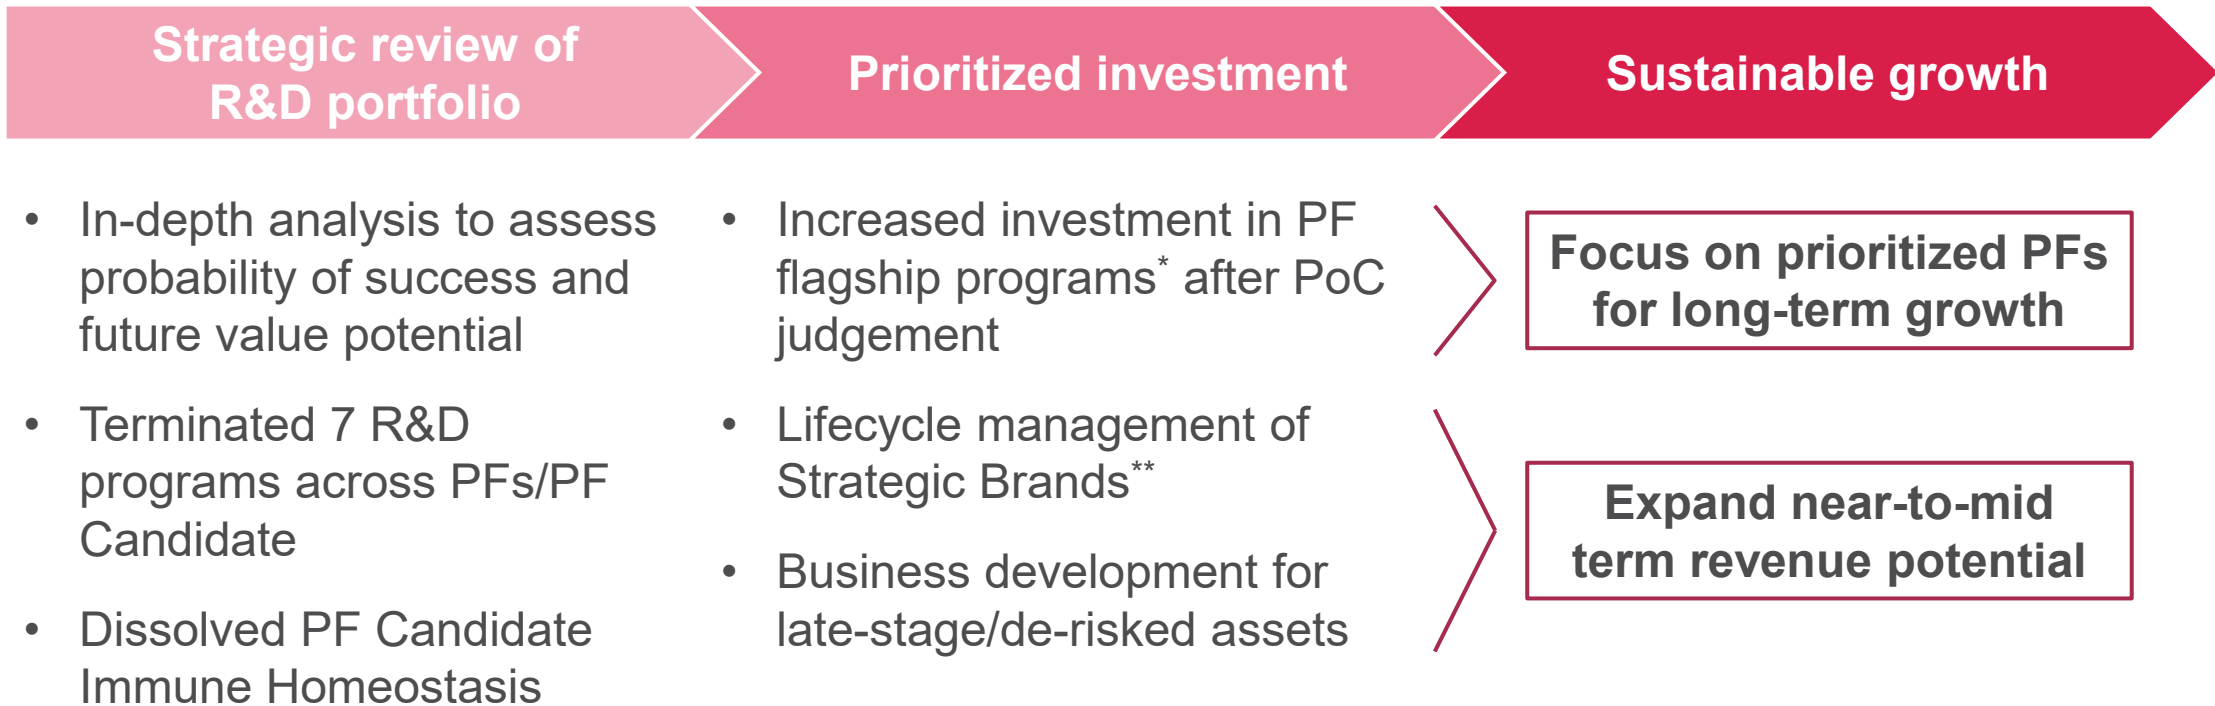 Strategic review of
R&D portfolio
Prioritized investment
Sustainable growth
• In-depth analysis to assess
probability of success and
future value potential
• Terminated 7 R&D
programs across PFs/PF
Candidate
• Dissolved PF Candidate
Immune Homeostasis
• Increased investment in PF
flagship programs* after PoC
judgement
• Lifecycle management of
Strategic Brands**
• Business development for
late-stage/de-risked assets
Focus on prioritized PFs
for long-term growth
Expand near-to-mid
term revenue potential